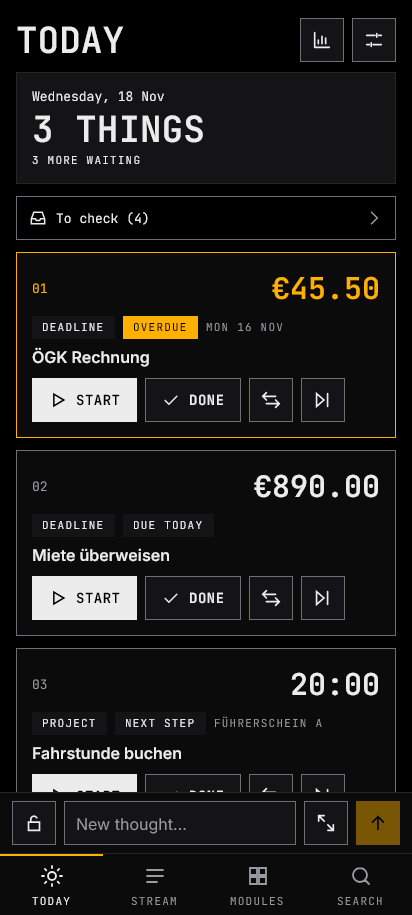 TODAY
Wednesday, 18 Nov
3 THINGS
3 MORE WAITING
To check (4)
01 €45.50
DEADLINE OVERDUE MON 16 NOV
ÖGK Rechnung
START DONE
02 €890.00
DEADLINE DUE TODAY
Miete überweisen
START DONE
03 20:00
PROJECT NEXT STEP FÜHRERSCHEIN A
Fahrstunde buchen
START DONE
New thought...
TODAY STREAM MODULES SEARCH